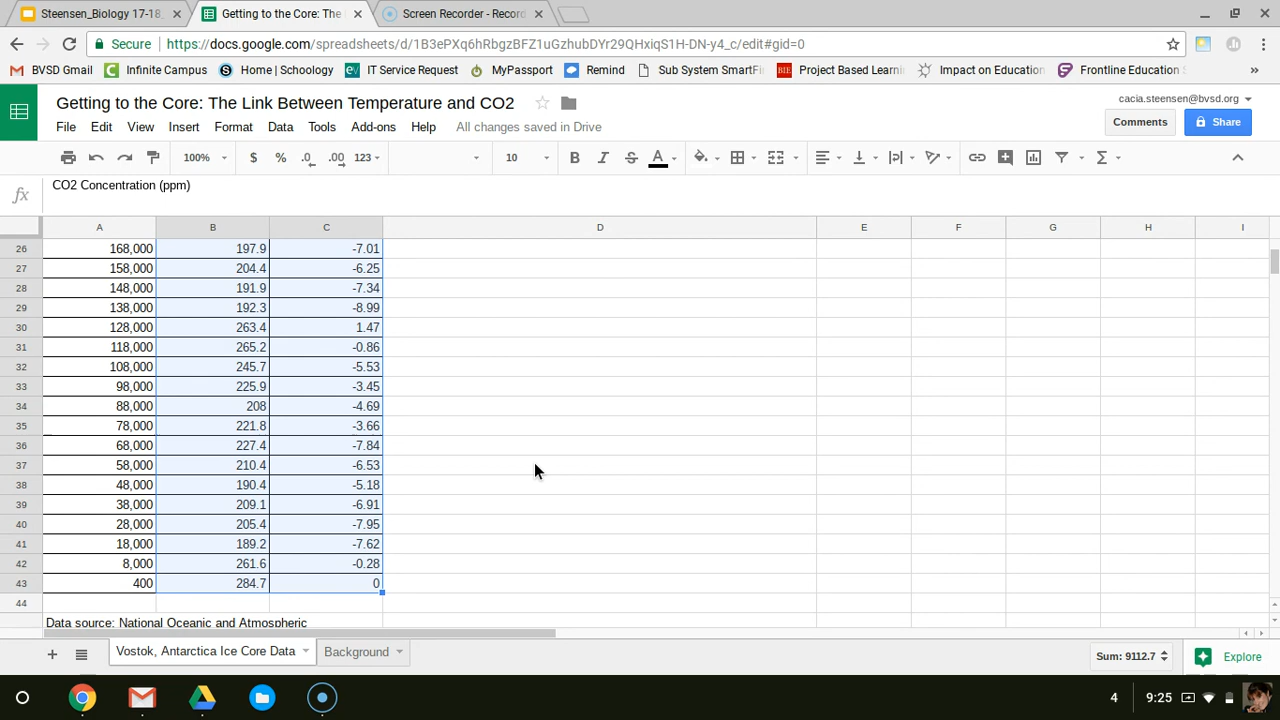 Steensen_Biology 17-18
Getting to the Core: The
Screen Recorder - Record
Secure
https://docs.google.com/spreadsheets/d/1B3ePXq6hRbgzBFZ1uGzhubDYr29QHxiqS1H-DN-y4_c/edit#gid=0
BVSD Gmail
Infinite Campus
Home | Schoology
IT Service Request
MyPassport
Remind
Sub System SmartFi
Project Based Learni
Impact on Education
Frontline Education
Getting to the Core: The Link Between Temperature and CO2
cacia.steensen@bvsd.org
File Edit View Insert Format Data Tools Add-ons Help All changes saved in Drive
Comments
Share
100% $ % .0 .00 123 10 B I S A
fx CO2 Concentration (ppm)
A B C D E F G H I
26 168,000 197.9 -7.01
27 158,000 204.4 -6.25
28 148,000 191.9 -7.34
29 138,000 192.3 -8.99
30 128,000 263.4 1.47
31 118,000 265.2 -0.86
32 108,000 245.7 -5.53
33 98,000 225.9 -3.45
34 88,000 208 -4.69
35 78,000 221.8 -3.66
36 68,000 227.4 -7.84
37 58,000 210.4 -6.53
38 48,000 190.4 -5.18
39 38,000 209.1 -6.91
40 28,000 205.4 -7.95
41 18,000 189.2 -7.62
42 8,000 261.6 -0.28
43 400 284.7 0
44
Data source: National Oceanic and Atmospheric
Vostok, Antarctica Ice Core Data
Background
Sum: 9112.7
Explore
4
9:25